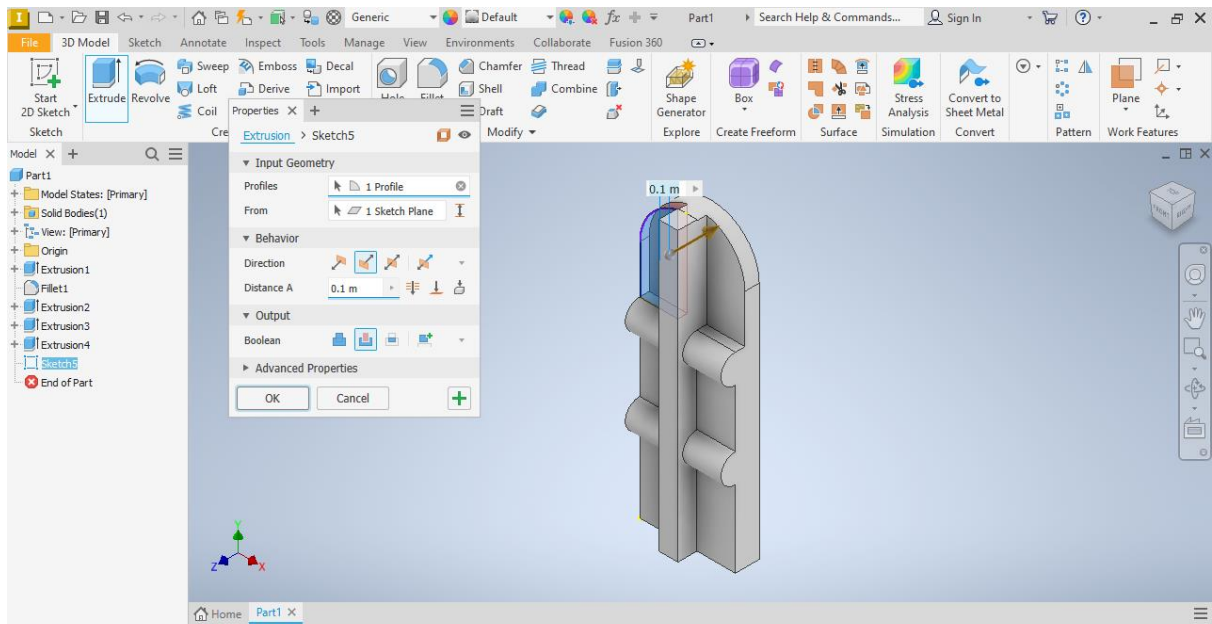 I Generic Default fx Part1 Search Help & Commands... Sign In
File 3D Model Sketch Annotate Inspect Tools Manage View Environments Collaborate Fusion 360
Start 2D Sketch
Extrude Revolve
Sweep Emboss Decal
Loft Derive Import
Coil
Hole Fillet
Chamfer Thread
Shell Combine
Draft
Shape Generator
Box
Stress Analysis
Convert to Sheet Metal
Plane
Sketch Cre Modify Explore Create Freeform Surface Simulation Convert Pattern Work Features
Properties × +
Extrusion > Sketch5
Input Geometry
Profiles 1 Profile
From 1 Sketch Plane
Behavior
Direction
Distance A 0.1 m
Output
Boolean
Advanced Properties
OK Cancel
Model × +
Part1
Model States: [Primary]
Solid Bodies(1)
View: [Primary]
Origin
Extrusion1
Fillet1
Extrusion2
Extrusion3
Extrusion4
Sketch5
End of Part
0.1 m
Y
Z X
Home Part1 ×